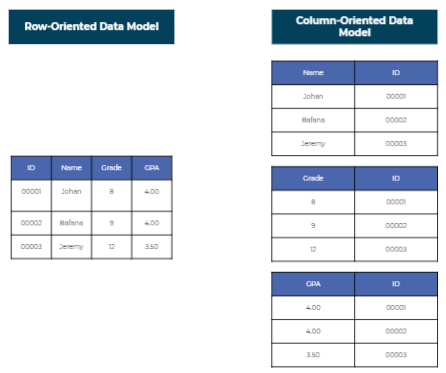 Row-Oriented Data Model
ID Name Grade GPA
00001 Johan 8 4.00
00002 Bafana 9 4.00
00003 Jeremy 12 3.50
Column-Oriented Data
Model
Name ID
Johan 00001
Bafana 00002
Jeremy 00003
Grade ID
8 00001
9 00002
12 00003
GPA ID
4.00 00001
4.00 00002
3.50 00003